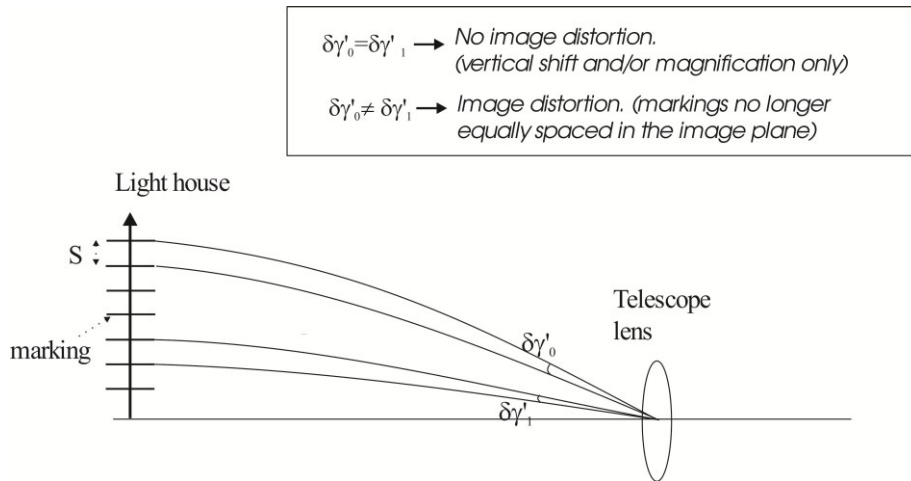 δγ'₀=δγ'₁ → No image distortion.
(vertical shift and/or magnification only)
δγ'₀≠ δγ'₁ → Image distortion. (markings no longer
equally spaced in the image plane)
Light house
S
marking
Telescope
lens
δγ'₀
δγ'₁